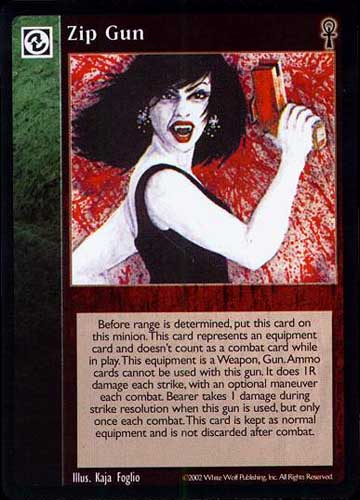 Zip Gun
Before range is determined, put this card on
this minion. This card represents an equipment
card and doesn't count as a combat card while
in play. This equipment is a Weapon, Gun. Ammo
cards cannot be used with this gun. It does 1R
damage each strike, with an optional maneuver
each combat. Bearer takes 1 damage during
strike resolution when this gun is used, but only
once each combat. This card is kept as normal
equipment and is not discarded after combat.
Illus. Kaja Foglio
©2002 White Wolf Publishing, Inc. All Rights Reserved.